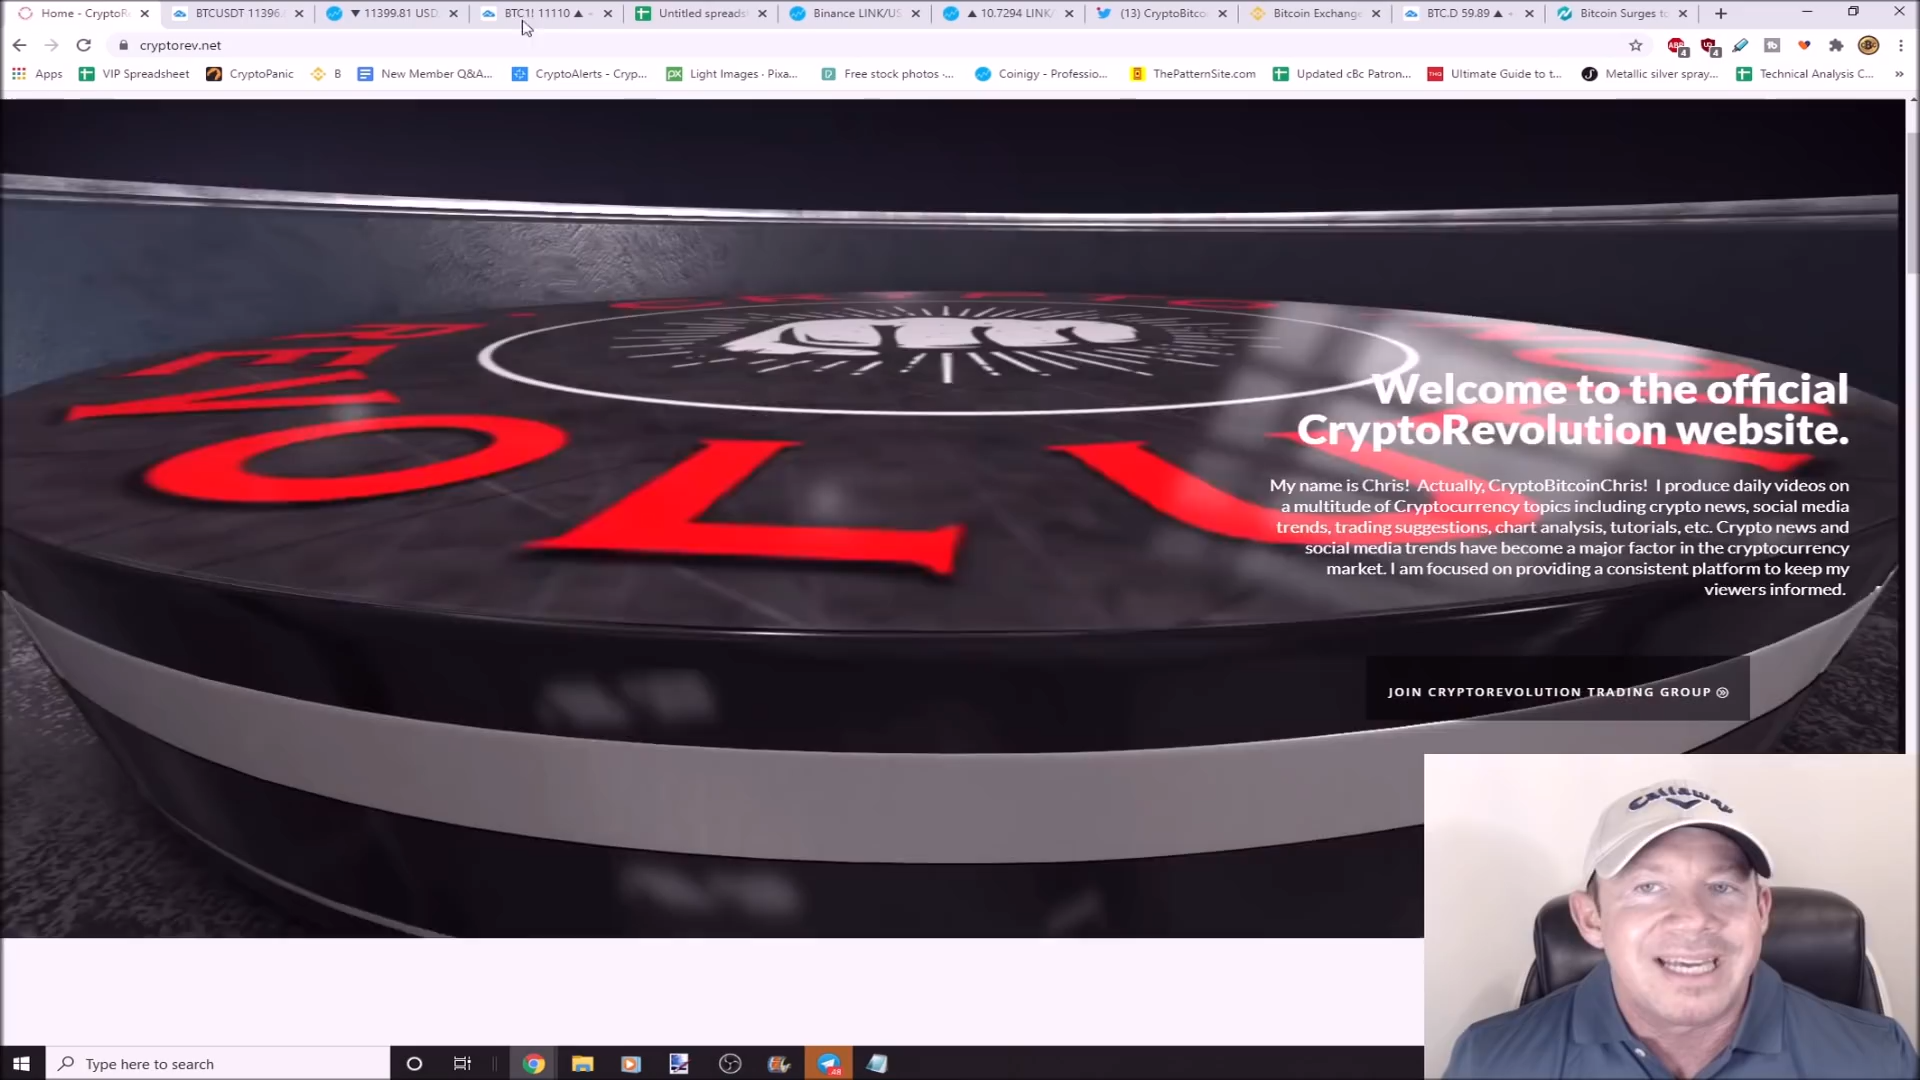 Home - CryptoR
BTCUSDT 11396.
▼ 11399.81 USD
BTC1! 11110 ▲
Untitled spreads
Binance LINK/US
▲ 10.7294 LINK
(13) CryptoBitco
Bitcoin Exchange
BTC.D 59.89 ▲
Bitcoin Surges to
cryptorev.net
Apps
VIP Spreadsheet
CryptoPanic
B
New Member Q&A...
CryptoAlerts - Cryp...
Light Images · Pixa...
Free stock photos ·...
Coinigy - Professio...
ThePatternSite.com
Updated cBc Patron...
Ultimate Guide to t...
Metallic silver spray...
Technical Analysis C...
CRYPTO
REVOLU
Welcome to the official
CryptoRevolution website.
My name is Chris! Actually, CryptoBitcoinChris! I produce daily videos on
a multitude of Cryptocurrency topics including crypto news, social media
trends, trading suggestions, chart analysis, tutorials, etc. Crypto news and
social media trends have become a major factor in the cryptocurrency
market. I am focused on providing a consistent platform to keep my
viewers informed.
JOIN CRYPTOREVOLUTION TRADING GROUP
Callaway
Type here to search
48